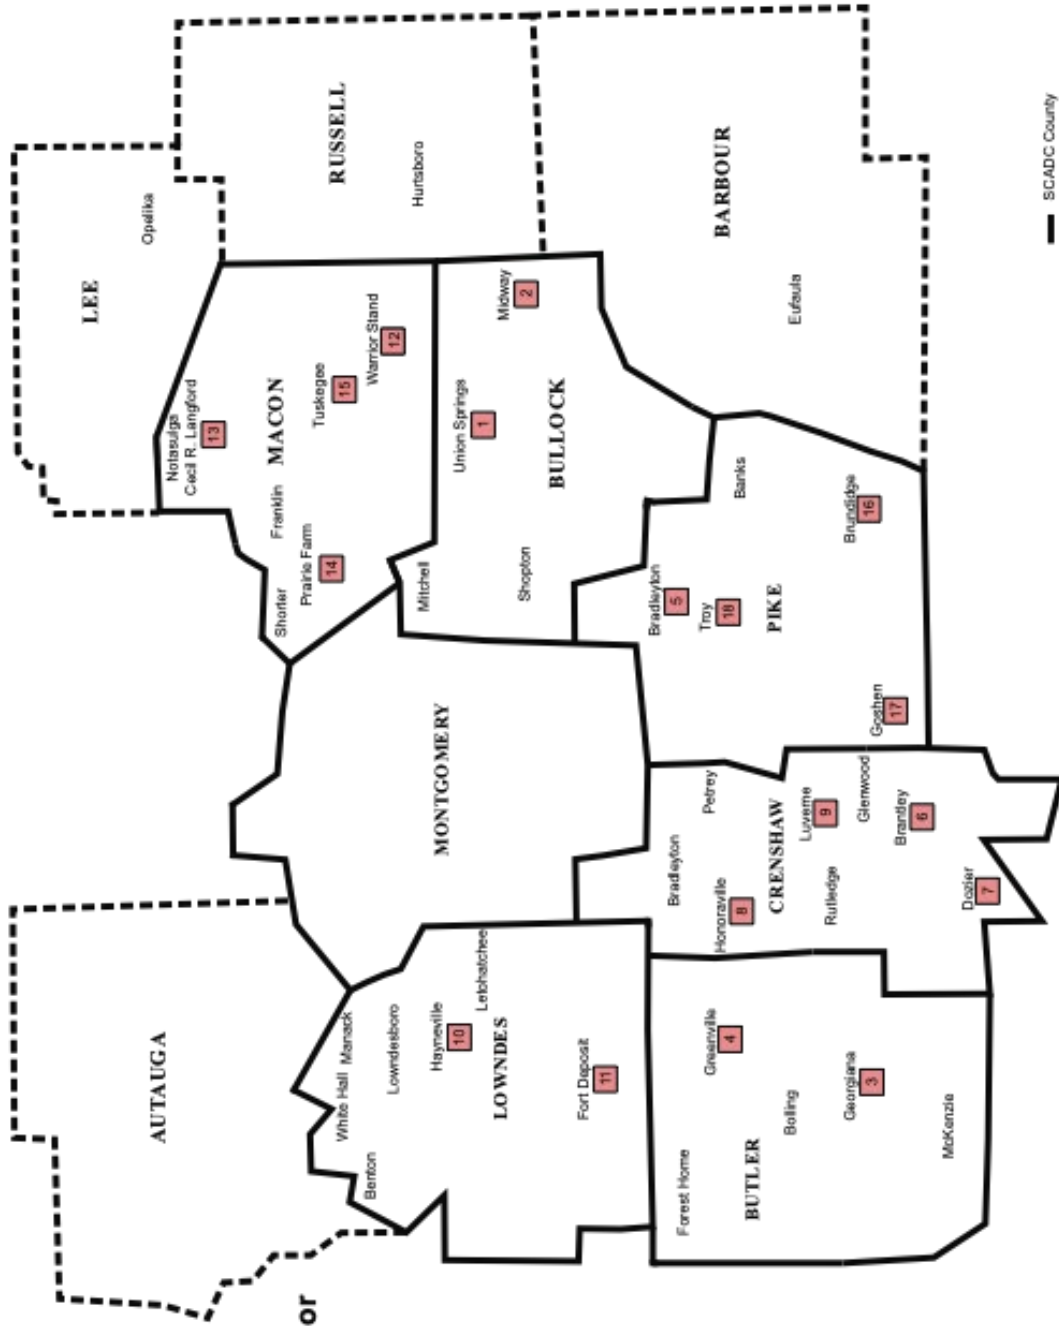 LEE
Opelika
RUSSELL
Hurtsboro
BARBOUR
Eufaula
AUTAUGA
MACON
Notasulga
Cecil R. Langford
13
Franklin
Shorter
Prairie Farm
14
Tuskegee
15
Warrior Stand
12
BULLOCK
Mitchell
Shopton
Union Springs
1
Midway
2
MONTGOMERY
PIKE
Bradleyton
5
Troy
18
Banks
Brundidge
16
Goshen
17
LOWNDES
Benton
White Hall
Manack
Lowndesboro
Hayneville
10
Letohatchee
Fort Deposit
11
CRENSHAW
Bradleyton
Petrey
Honoraville
8
Luverne
9
Rutledge
Glenwood
Brantley
6
Dozier
7
BUTLER
Forest Home
Greenville
4
Bolling
Georgiana
3
McKenzie
or
SCADC County